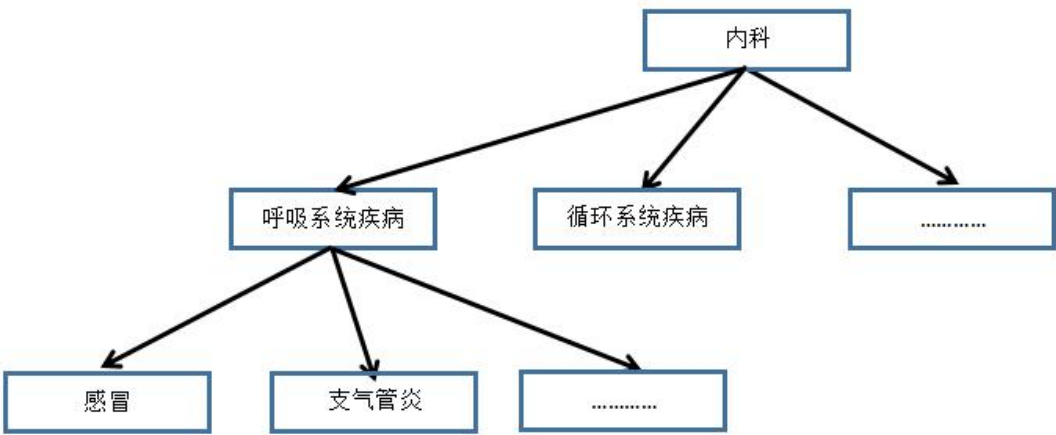 内科
呼吸系统疾病
循环系统疾病
…………
感冒
支气管炎
…………